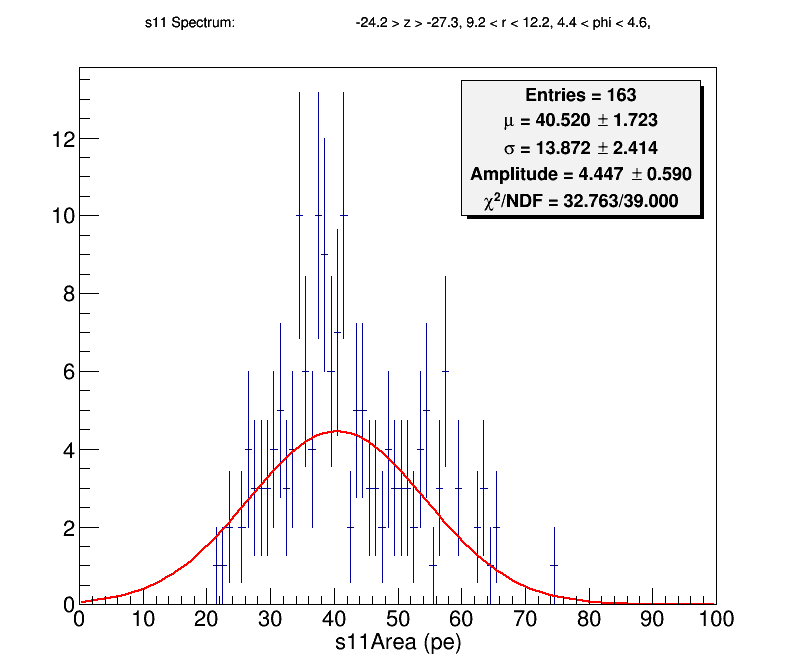 s11 Spectrum: -24.2 > z > -27.3, 9.2 < r < 12.2, 4.4 < phi < 4.6,
Entries = 163
μ = 40.520 ± 1.723
σ = 13.872 ± 2.414
Amplitude = 4.447 ± 0.590
χ²/NDF = 32.763/39.000
12
10
8
6
4
2
0
0 10 20 30 40 50 60 70 80 90 100
s11Area (pe)